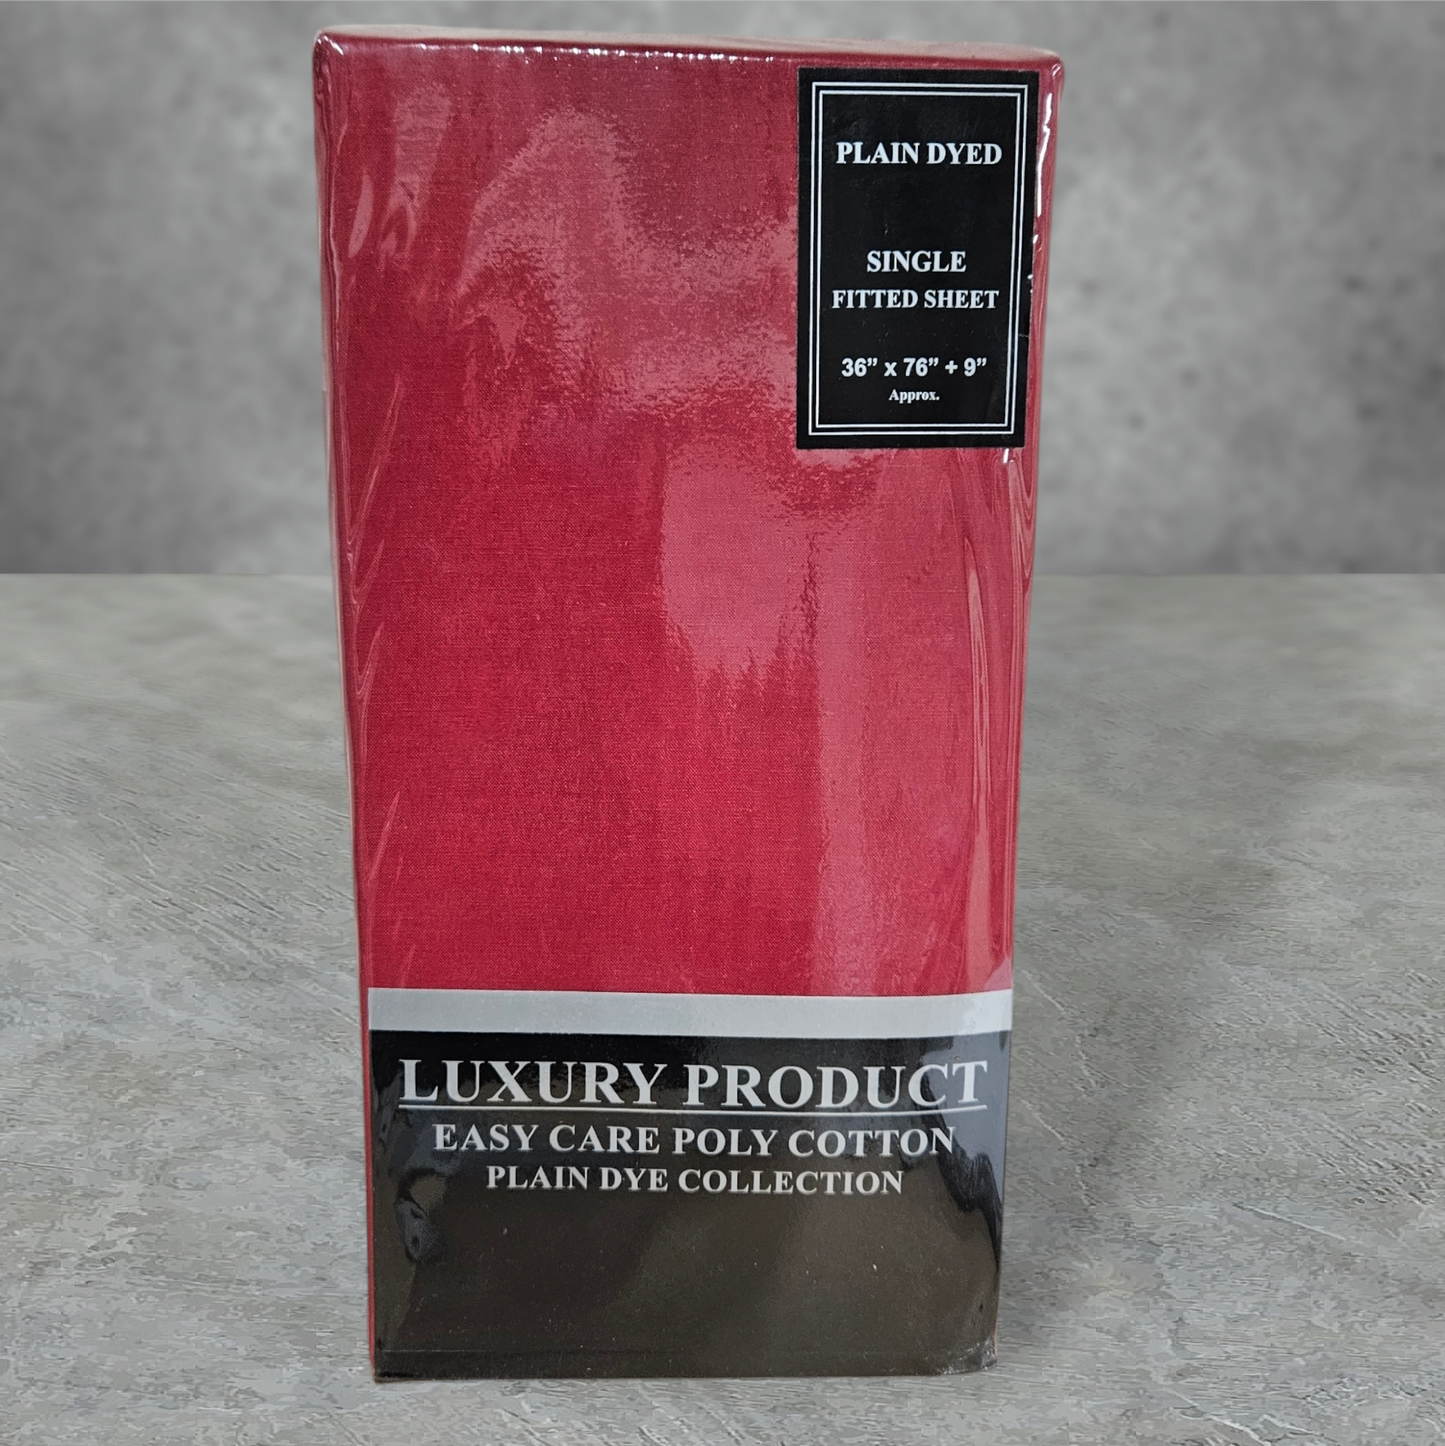 PLAIN DYED
SINGLE
FITTED SHEET
36” x 76” + 9”
Approx.
LUXURY PRODUCT
EASY CARE POLY COTTON
PLAIN DYE COLLECTION